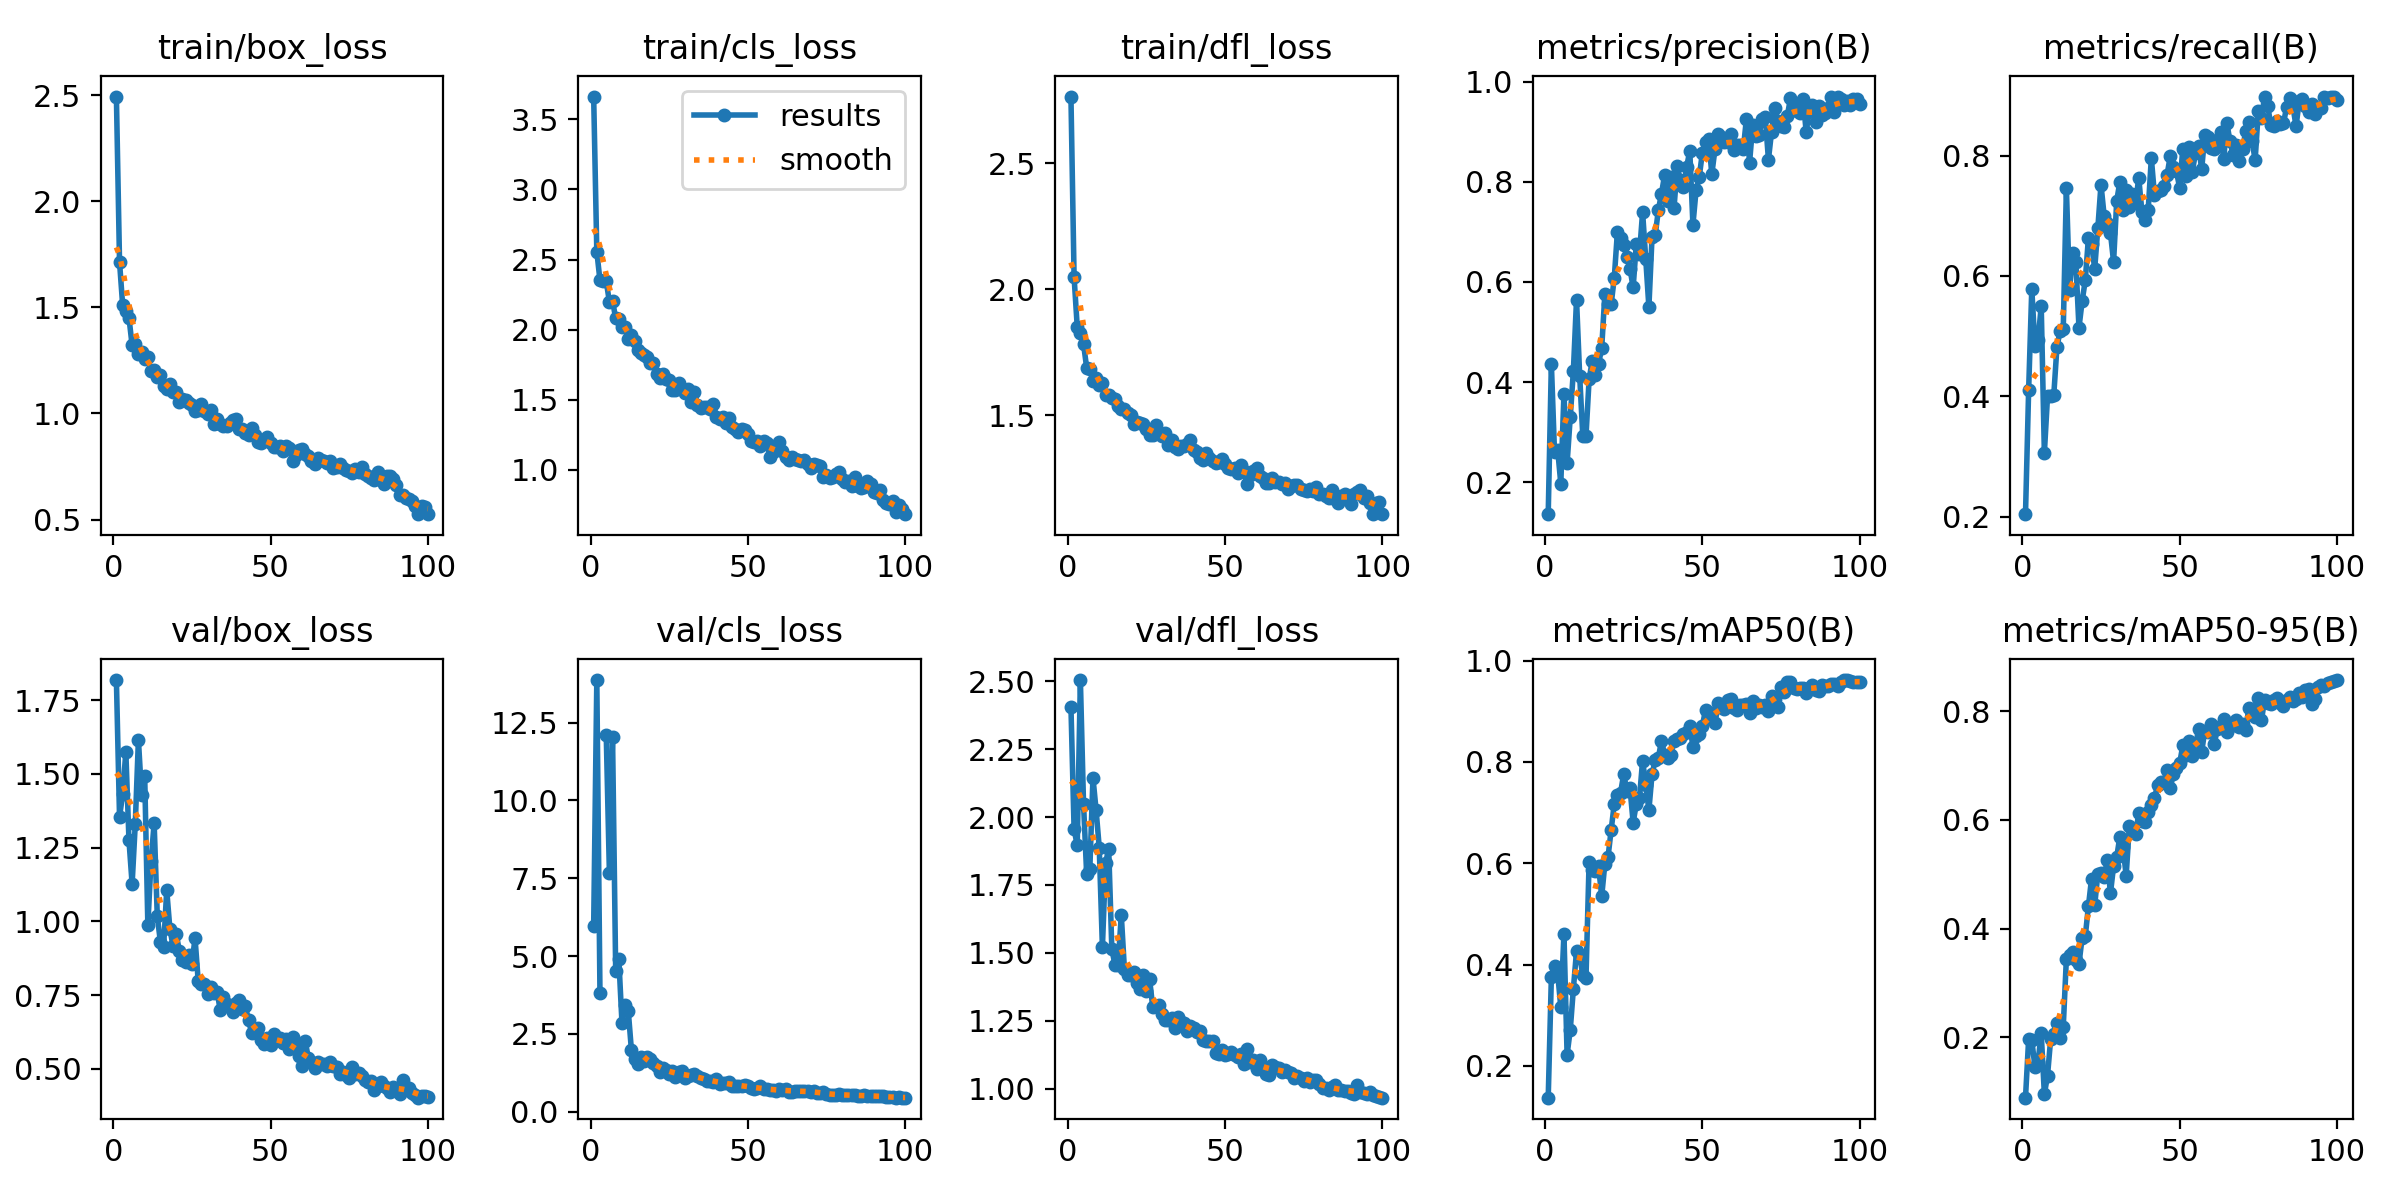 train/box_loss
2.5
2.0
1.5
1.0
0.5
0 50 100
train/cls_loss
results
smooth
3.5
3.0
2.5
2.0
1.5
1.0
0 50 100
train/dfl_loss
2.5
2.0
1.5
0 50 100
metrics/precision(B)
1.0
0.8
0.6
0.4
0.2
0 50 100
metrics/recall(B)
0.8
0.6
0.4
0.2
0 50 100
val/box_loss
1.75
1.50
1.25
1.00
0.75
0.50
0 50 100
val/cls_loss
12.5
10.0
7.5
5.0
2.5
0.0
0 50 100
val/dfl_loss
2.50
2.25
2.00
1.75
1.50
1.25
1.00
0 50 100
metrics/mAP50(B)
1.0
0.8
0.6
0.4
0.2
0 50 100
metrics/mAP50-95(B)
0.8
0.6
0.4
0.2
0 50 100